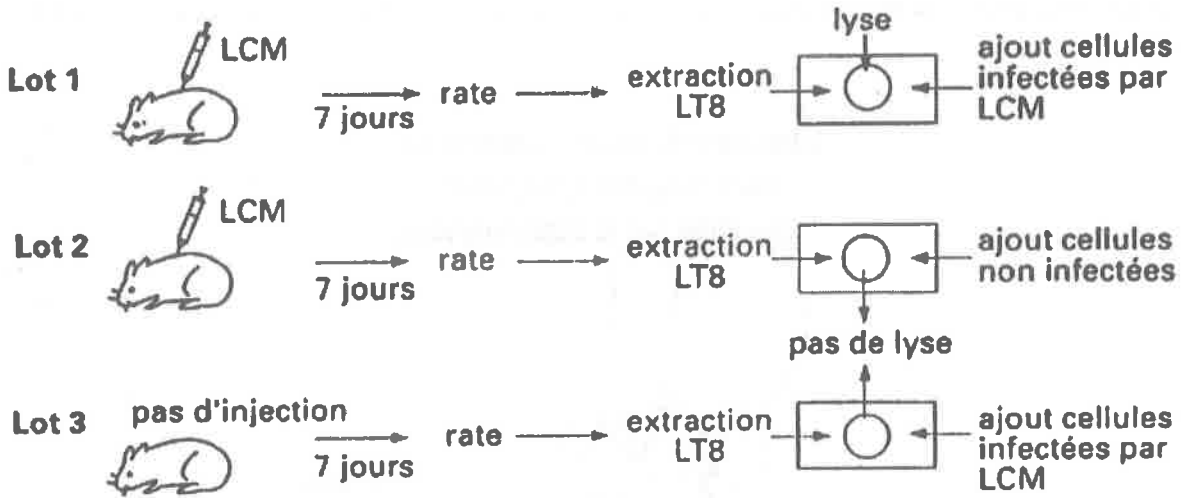 Lot 1
LCM
7 jours
rate
extraction
LT8
lyse
ajout cellules
infectées par
LCM
Lot 2
LCM
7 jours
rate
extraction
LT8
ajout cellules
non infectées
pas de lyse
Lot 3
pas d'injection
7 jours
rate
extraction
LT8
ajout cellules
infectées par
LCM